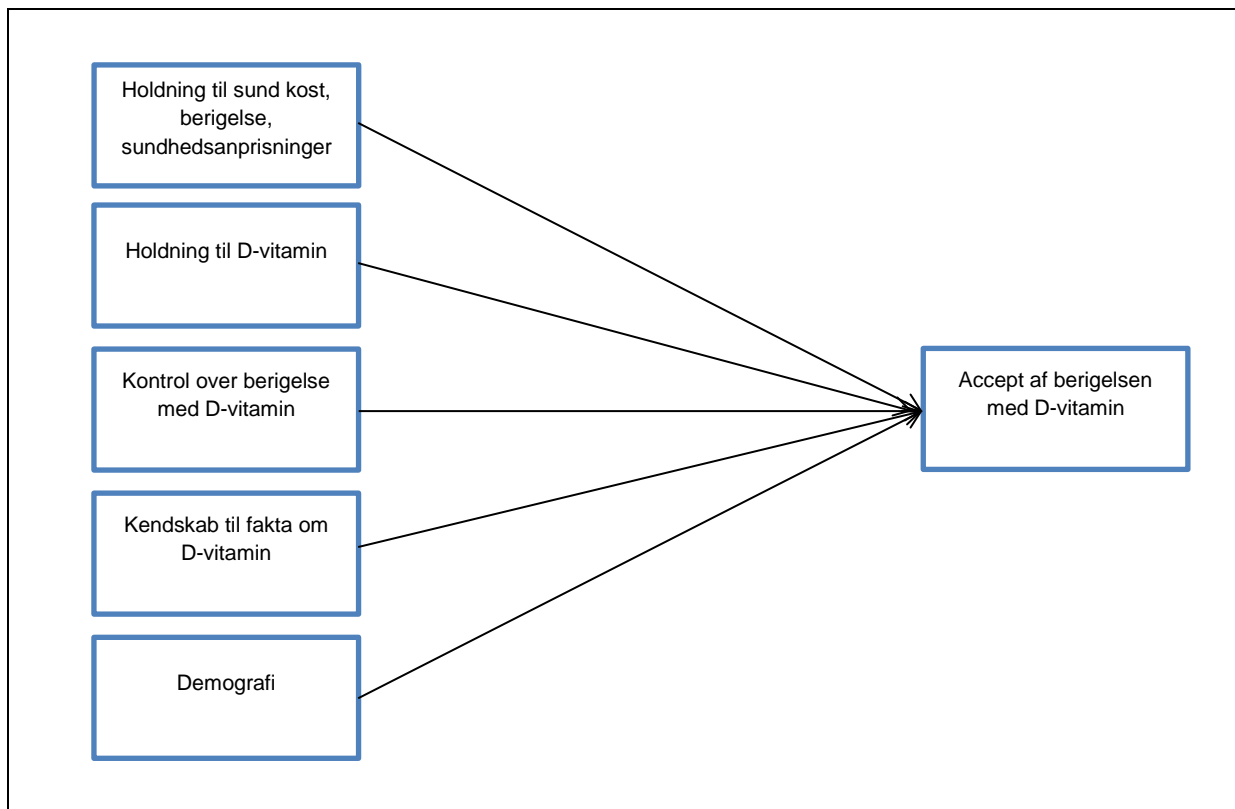 Holdning til sund kost,
berigelse,
sundhedsanprisninger
Holdning til D-vitamin
Kontrol over berigelse
med D-vitamin
Kendskab til fakta om
D-vitamin
Demografi
Accept af berigelsen
med D-vitamin